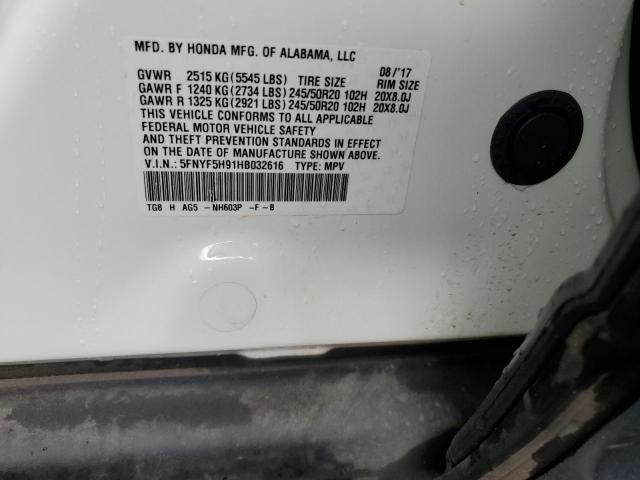 MFD. BY HONDA MFG. OF ALABAMA, LLC
08/'17
GVWR 2515 KG (5545 LBS) TIRE SIZE RIM SIZE
GAWR F 1240 KG (2734 LBS) 245/50R20 102H 20X8.0J
GAWR R 1325 KG (2921 LBS) 245/50R20 102H 20X8.0J
THIS VEHICLE CONFORMS TO ALL APPLICABLE
FEDERAL MOTOR VEHICLE SAFETY
AND THEFT PREVENTION STANDARDS IN EFFECT
ON THE DATE OF MANUFACTURE SHOWN ABOVE.
V.I.N.: 5FNYF5H91HB032616 TYPE: MPV
TG8 H AG5 -NH603P -F-B